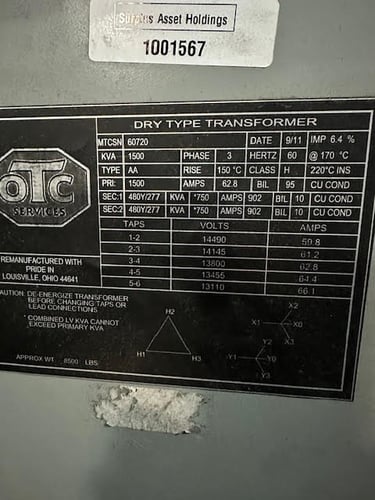 Surplus Asset Holdings
1001567
DRY TYPE TRANSFORMER
MTCSN 60720 DATE 9/11 IMP 6.4 %
KVA 1500 PHASE 3 HERTZ 60 @ 170 °C
TYPE AA RISE 150 °C CLASS H 220°C INS
PRI: 1500 AMPS 62.8 BIL 95 CU COND
SEC:1 480Y/277 KVA *750 AMPS 902 BIL 10 CU COND
SEC:2 480Y/277 KVA *750 AMPS 902 BIL 10 CU COND
OTC
SERVICES
TAPS VOLTS AMPS
1-2 14490 59.8
2-3 14145 61.2
3-4 13800 62.8
4-5 13455 64.4
5-6 13110 66.1
REMANUFACTURED WITH
PRIDE IN
LOUISVILLE, OHIO 44641
CAUTION: DE-ENERGIZE TRANSFORMER
BEFORE CHANGING TAPS OR
LEAD CONNECTIONS
* COMBINED LV KVA CANNOT
EXCEED PRIMARY KVA
H2
H1 H3
X2
X1 X0
X3
Y2
Y1 Y0
Y3
APPROX WT. 8500 LBS.